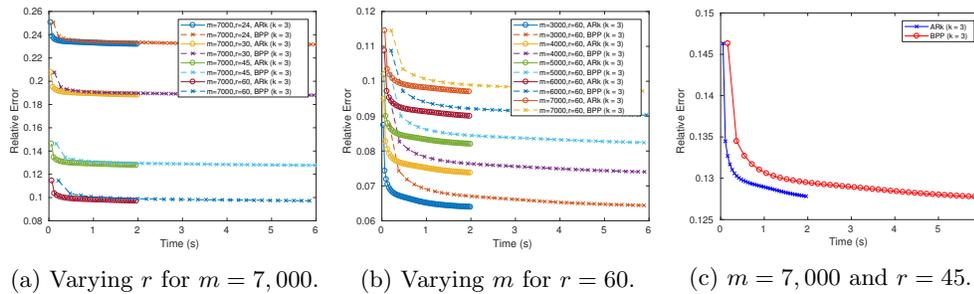 0.26
0.24
0.22
0.2
0.18
0.16
0.14
0.12
0.1
0.08
Relative Error
0 1 2 3 4 5 6
Time (s)
m=7000,r=24, ARk (k = 3)
m=7000,r=24, BPP (k = 3)
m=7000,r=30, ARk (k = 3)
m=7000,r=30, BPP (k = 3)
m=7000,r=45, ARk (k = 3)
m=7000,r=45, BPP (k = 3)
m=7000,r=60, ARk (k = 3)
m=7000,r=60, BPP (k = 3)
(a) Varying r for m = 7,000.
0.12
0.11
0.1
0.09
0.08
0.07
0.06
Relative Error
0 1 2 3 4 5 6
Time (s)
m=3000,r=60, ARk (k = 3)
m=3000,r=60, BPP (k = 3)
m=4000,r=60, ARk (k = 3)
m=4000,r=60, BPP (k = 3)
m=5000,r=60, ARk (k = 3)
m=5000,r=60, BPP (k = 3)
m=6000,r=60, ARk (k = 3)
m=6000,r=60, BPP (k = 3)
m=7000,r=60, ARk (k = 3)
m=7000,r=60, BPP (k = 3)
(b) Varying m for r = 60.
0.15
0.145
0.14
0.135
0.13
0.125
Relative Error
0 1 2 3 4 5
Time (s)
ARk (k = 3)
BPP (k = 3)
(c) m = 7,000 and r = 45.